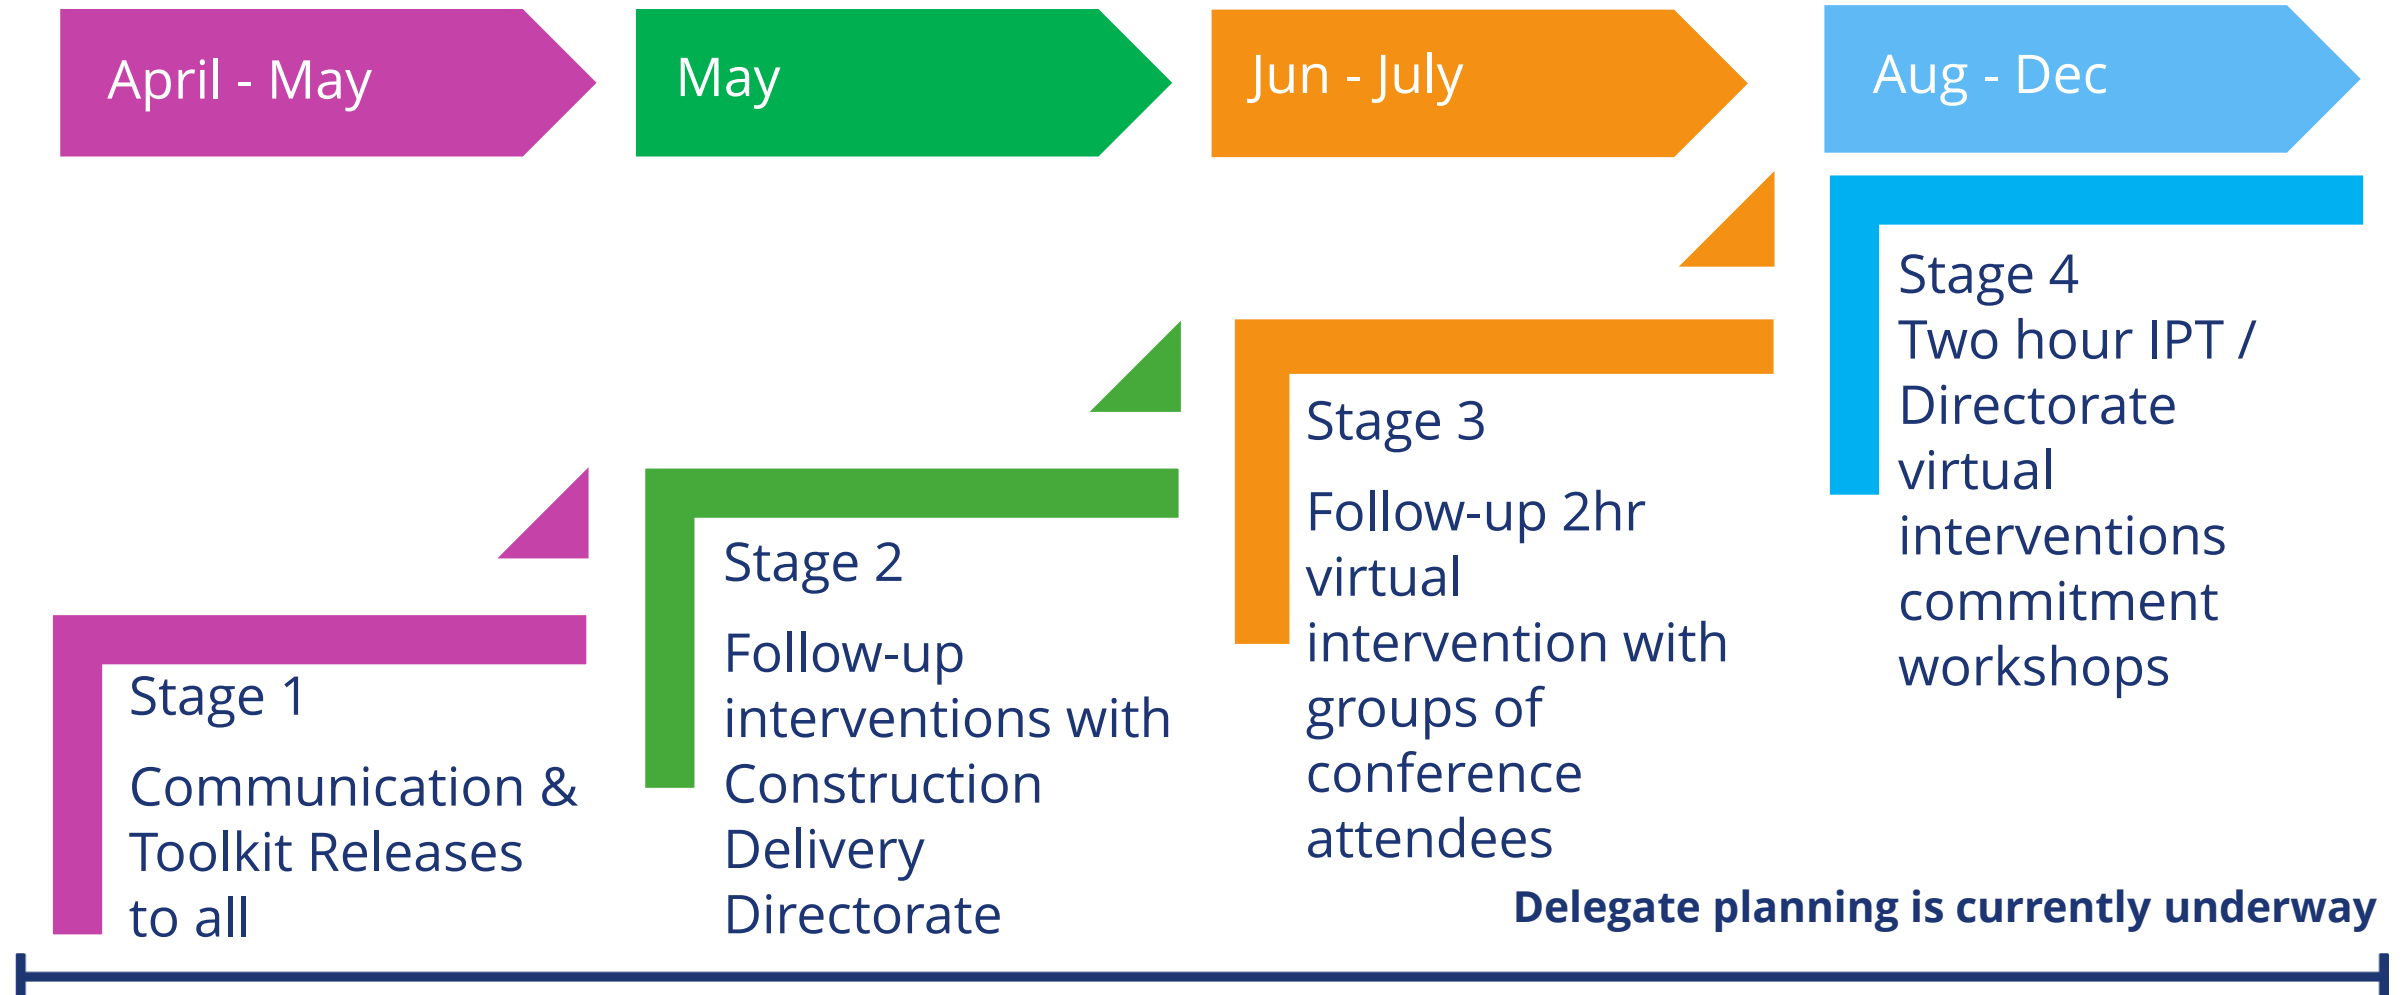 April - May
May
Jun - July
Aug - Dec
Stage 1
Communication &
Toolkit Releases
to all
Stage 2
Follow-up
interventions with
Construction
Delivery
Directorate
Stage 3
Follow-up 2hr
virtual
intervention with
groups of
conference
attendees
Stage 4
Two hour IPT /
Directorate
virtual
interventions
commitment
workshops
Delegate planning is currently underway